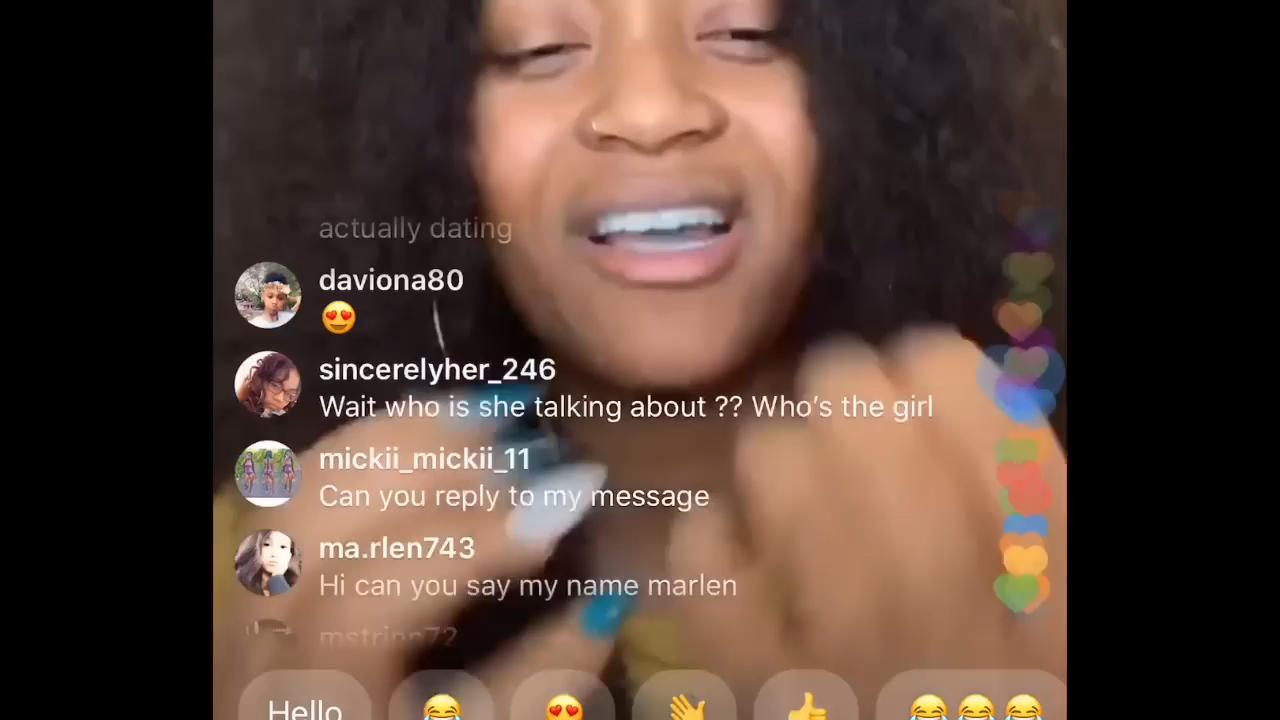 actually dating
daviona80
😍
sincerelyher_246
Wait who is she talking about ?? Who's the girl
mickii_mickii_11
Can you reply to my message
ma.rlen743
Hi can you say my name marlen
Hello 😂 😍 👋 👍 😂😂😂